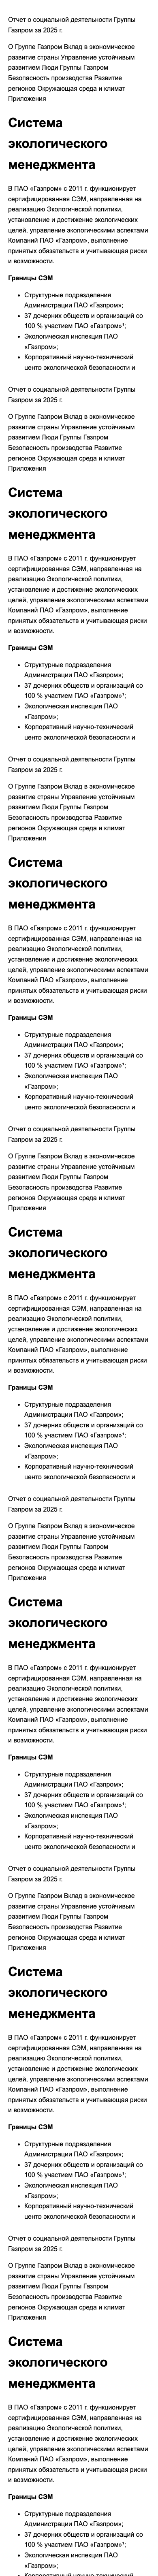 Отчет о социальной деятельности Группы
Газпром за 2025 г.
О Группе Газпром Вклад в экономическое
развитие страны Управление устойчивым
развитием Люди Группы Газпром
Безопасность производства Развитие
регионов Окружающая среда и климат
Приложения
Система
экологического
менеджмента
В ПАО «Газпром» с 2011 г. функционирует
сертифицированная СЭМ, направленная на
реализацию Экологической политики,
установление и достижение экологических
целей, управление экологическими аспектами
Компаний ПАО «Газпром», выполнение
принятых обязательств и учитывающая риски
и возможности.
Границы СЭМ
• Структурные подразделения
Администрации ПАО «Газпром»;
• 37 дочерних обществ и организаций со
100 % участием ПАО «Газпром»¹;
• Экологическая инспекция ПАО
«Газпром»;
• Корпоративный научно-технический
центр экологической безопасности и
Отчет о социальной деятельности Группы
Газпром за 2025 г.
О Группе Газпром Вклад в экономическое
развитие страны Управление устойчивым
развитием Люди Группы Газпром
Безопасность производства Развитие
регионов Окружающая среда и климат
Приложения
Система
экологического
менеджмента
В ПАО «Газпром» с 2011 г. функционирует
сертифицированная СЭМ, направленная на
реализацию Экологической политики,
установление и достижение экологических
целей, управление экологическими аспектами
Компаний ПАО «Газпром», выполнение
принятых обязательств и учитывающая риски
и возможности.
Границы СЭМ
• Структурные подразделения
Администрации ПАО «Газпром»;
• 37 дочерних обществ и организаций со
100 % участием ПАО «Газпром»¹;
• Экологическая инспекция ПАО
«Газпром»;
• Корпоративный научно-технический
центр экологической безопасности и
Отчет о социальной деятельности Группы
Газпром за 2025 г.
О Группе Газпром Вклад в экономическое
развитие страны Управление устойчивым
развитием Люди Группы Газпром
Безопасность производства Развитие
регионов Окружающая среда и климат
Приложения
Система
экологического
менеджмента
В ПАО «Газпром» с 2011 г. функционирует
сертифицированная СЭМ, направленная на
реализацию Экологической политики,
установление и достижение экологических
целей, управление экологическими аспектами
Компаний ПАО «Газпром», выполнение
принятых обязательств и учитывающая риски
и возможности.
Границы СЭМ
• Структурные подразделения
Администрации ПАО «Газпром»;
• 37 дочерних обществ и организаций со
100 % участием ПАО «Газпром»¹;
• Экологическая инспекция ПАО
«Газпром»;
• Корпоративный научно-технический
центр экологической безопасности и
Отчет о социальной деятельности Группы
Газпром за 2025 г.
О Группе Газпром Вклад в экономическое
развитие страны Управление устойчивым
развитием Люди Группы Газпром
Безопасность производства Развитие
регионов Окружающая среда и климат
Приложения
Система
экологического
менеджмента
В ПАО «Газпром» с 2011 г. функционирует
сертифицированная СЭМ, направленная на
реализацию Экологической политики,
установление и достижение экологических
целей, управление экологическими аспектами
Компаний ПАО «Газпром», выполнение
принятых обязательств и учитывающая риски
и возможности.
Границы СЭМ
• Структурные подразделения
Администрации ПАО «Газпром»;
• 37 дочерних обществ и организаций со
100 % участием ПАО «Газпром»¹;
• Экологическая инспекция ПАО
«Газпром»;
• Корпоративный научно-технический
центр экологической безопасности и
Отчет о социальной деятельности Группы
Газпром за 2025 г.
О Группе Газпром Вклад в экономическое
развитие страны Управление устойчивым
развитием Люди Группы Газпром
Безопасность производства Развитие
регионов Окружающая среда и климат
Приложения
Система
экологического
менеджмента
В ПАО «Газпром» с 2011 г. функционирует
сертифицированная СЭМ, направленная на
реализацию Экологической политики,
установление и достижение экологических
целей, управление экологическими аспектами
Компаний ПАО «Газпром», выполнение
принятых обязательств и учитывающая риски
и возможности.
Границы СЭМ
• Структурные подразделения
Администрации ПАО «Газпром»;
• 37 дочерних обществ и организаций со
100 % участием ПАО «Газпром»¹;
• Экологическая инспекция ПАО
«Газпром»;
• Корпоративный научно-технический
центр экологической безопасности и
Отчет о социальной деятельности Группы
Газпром за 2025 г.
О Группе Газпром Вклад в экономическое
развитие страны Управление устойчивым
развитием Люди Группы Газпром
Безопасность производства Развитие
регионов Окружающая среда и климат
Приложения
Система
экологического
менеджмента
В ПАО «Газпром» с 2011 г. функционирует
сертифицированная СЭМ, направленная на
реализацию Экологической политики,
установление и достижение экологических
целей, управление экологическими аспектами
Компаний ПАО «Газпром», выполнение
принятых обязательств и учитывающая риски
и возможности.
Границы СЭМ
• Структурные подразделения
Администрации ПАО «Газпром»;
• 37 дочерних обществ и организаций со
100 % участием ПАО «Газпром»¹;
• Экологическая инспекция ПАО
«Газпром»;
• Корпоративный научно-технический
центр экологической безопасности и
Отчет о социальной деятельности Группы
Газпром за 2025 г.
О Группе Газпром Вклад в экономическое
развитие страны Управление устойчивым
развитием Люди Группы Газпром
Безопасность производства Развитие
регионов Окружающая среда и климат
Приложения
Система
экологического
менеджмента
В ПАО «Газпром» с 2011 г. функционирует
сертифицированная СЭМ, направленная на
реализацию Экологической политики,
установление и достижение экологических
целей, управление экологическими аспектами
Компаний ПАО «Газпром», выполнение
принятых обязательств и учитывающая риски
и возможности.
Границы СЭМ
• Структурные подразделения
Администрации ПАО «Газпром»;
• 37 дочерних обществ и организаций со
100 % участием ПАО «Газпром»¹;
• Экологическая инспекция ПАО
«Газпром»;